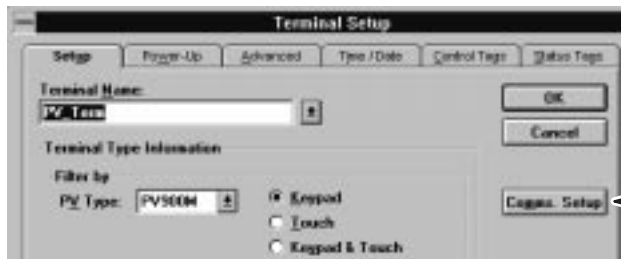 Terminal Setup
Setup Power-Up Advanced Time / Date Control Tags Status Tags
Terminal Name:
PV_Term
OK
Cancel
Terminal Type Information
Filter by
PV Type: PV900M
Keypad
Comms. Setup
Touch
Keypad & Touch